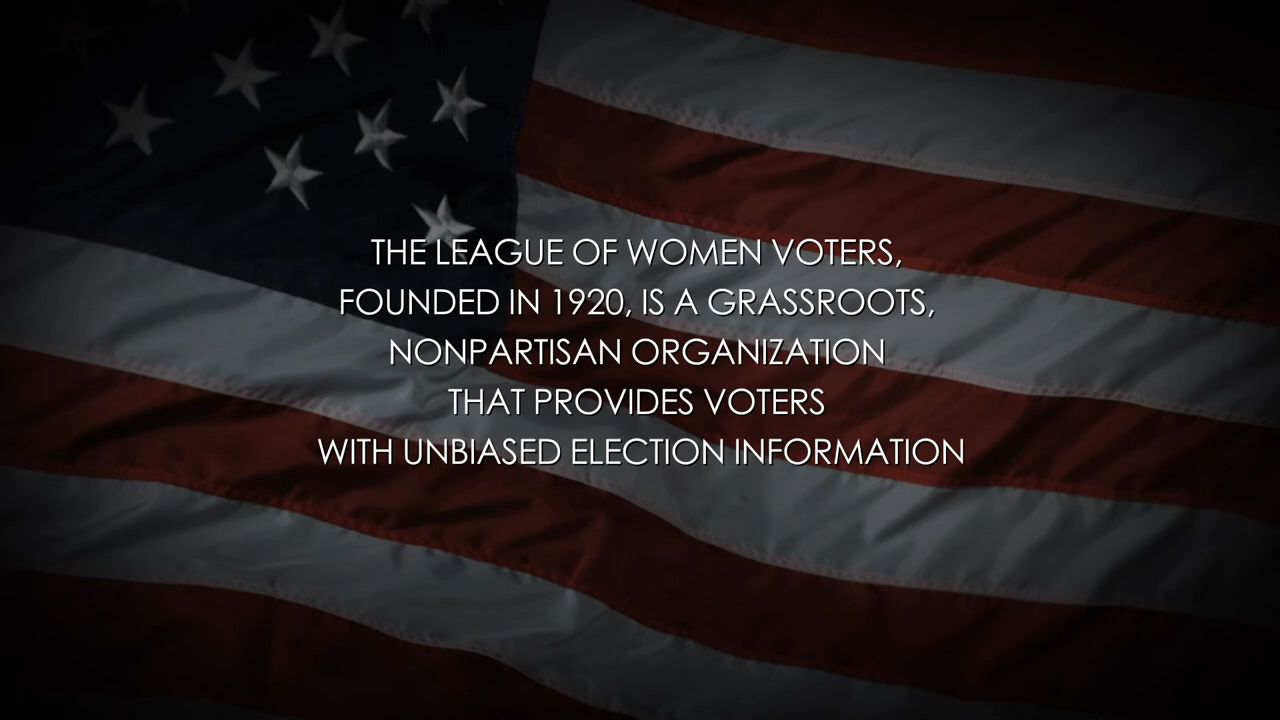 THE LEAGUE OF WOMEN VOTERS,
FOUNDED IN 1920, IS A GRASSROOTS,
NONPARTISAN ORGANIZATION
THAT PROVIDES VOTERS
WITH UNBIASED ELECTION INFORMATION